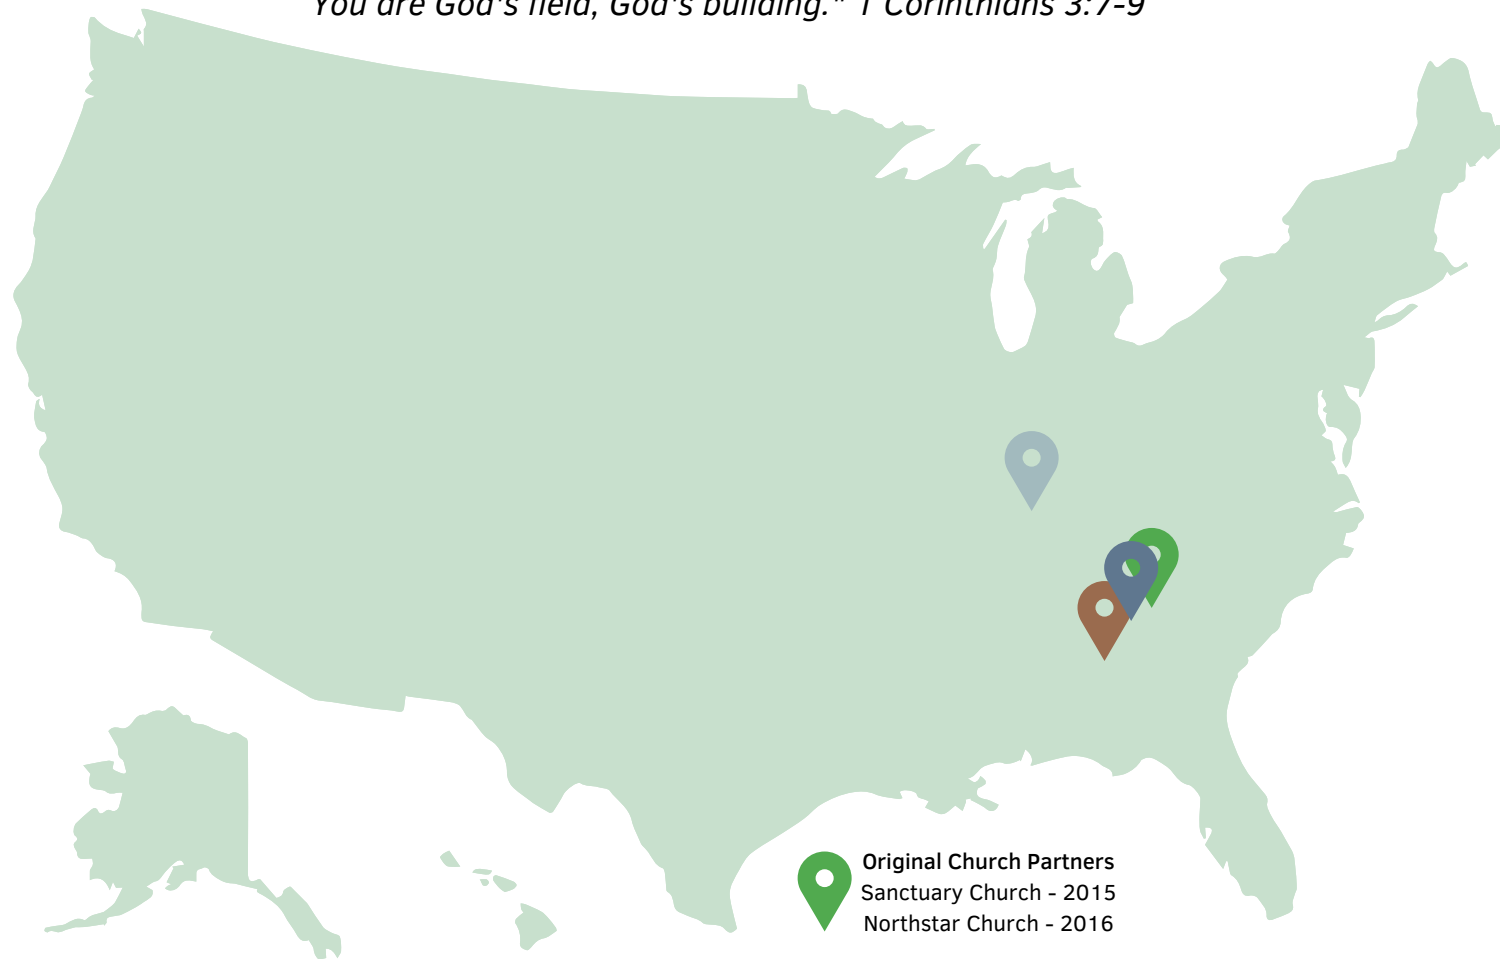 You are God's field, God's building." 1 Corinthians 3:7-9
Original Church Partners
Sanctuary Church - 2015
Northstar Church - 2016